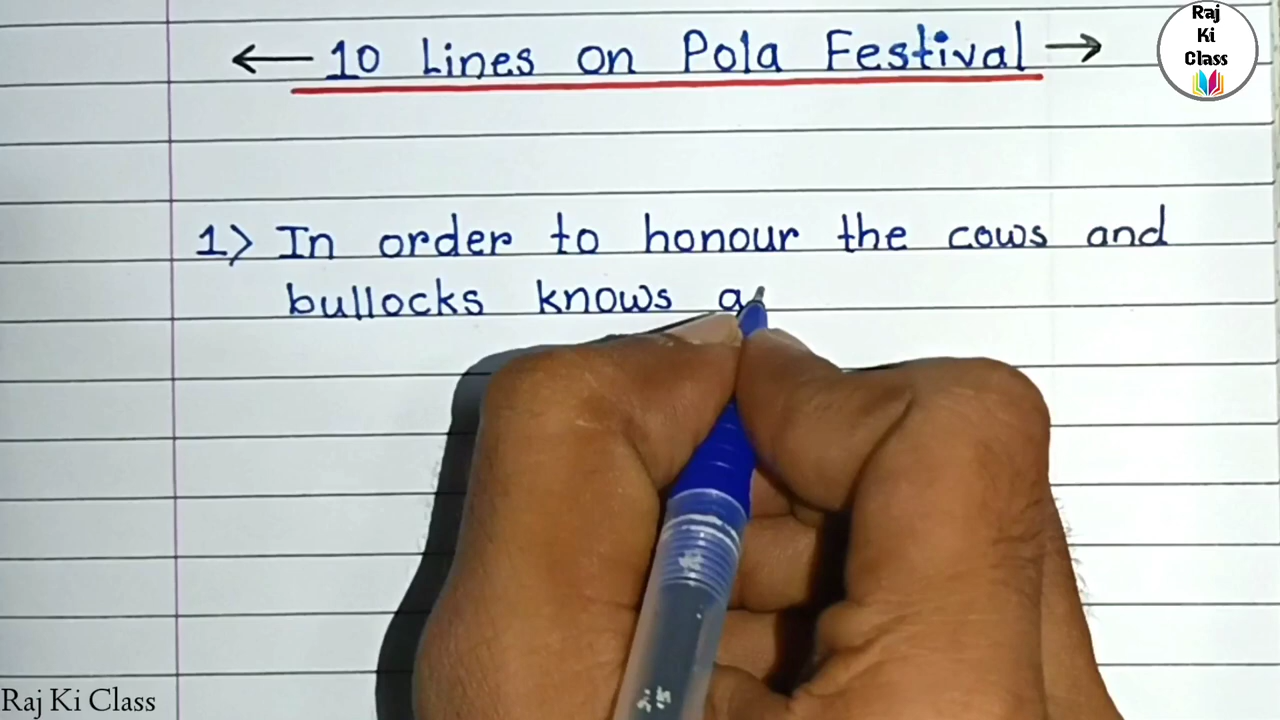 10 Lines on Pola Festival
Raj
Ki
Class
1> In order to honour the cows and
bullocks knows a
Raj Ki Class